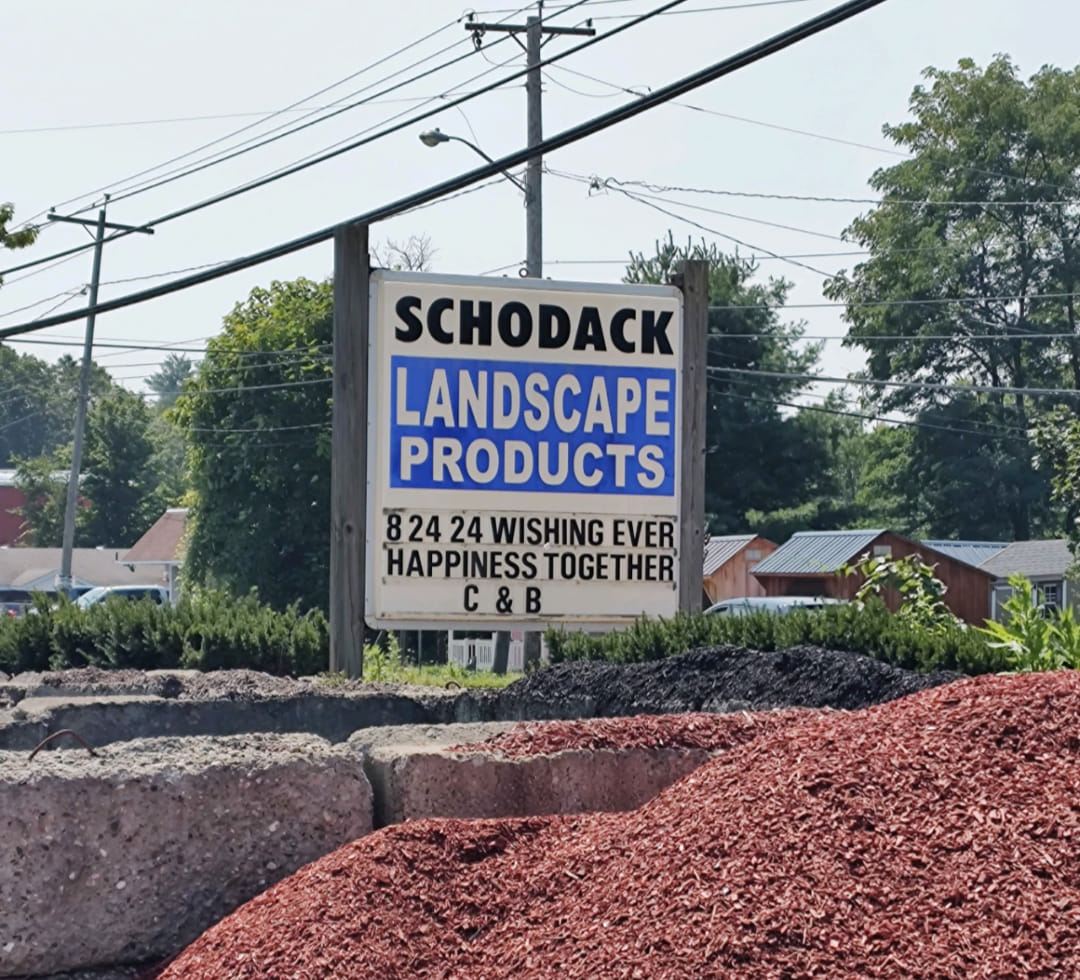 SCHODACK
LANDSCAPE
PRODUCTS
8 24 24 WISHING EVER
HAPPINESS TOGETHER
C & B